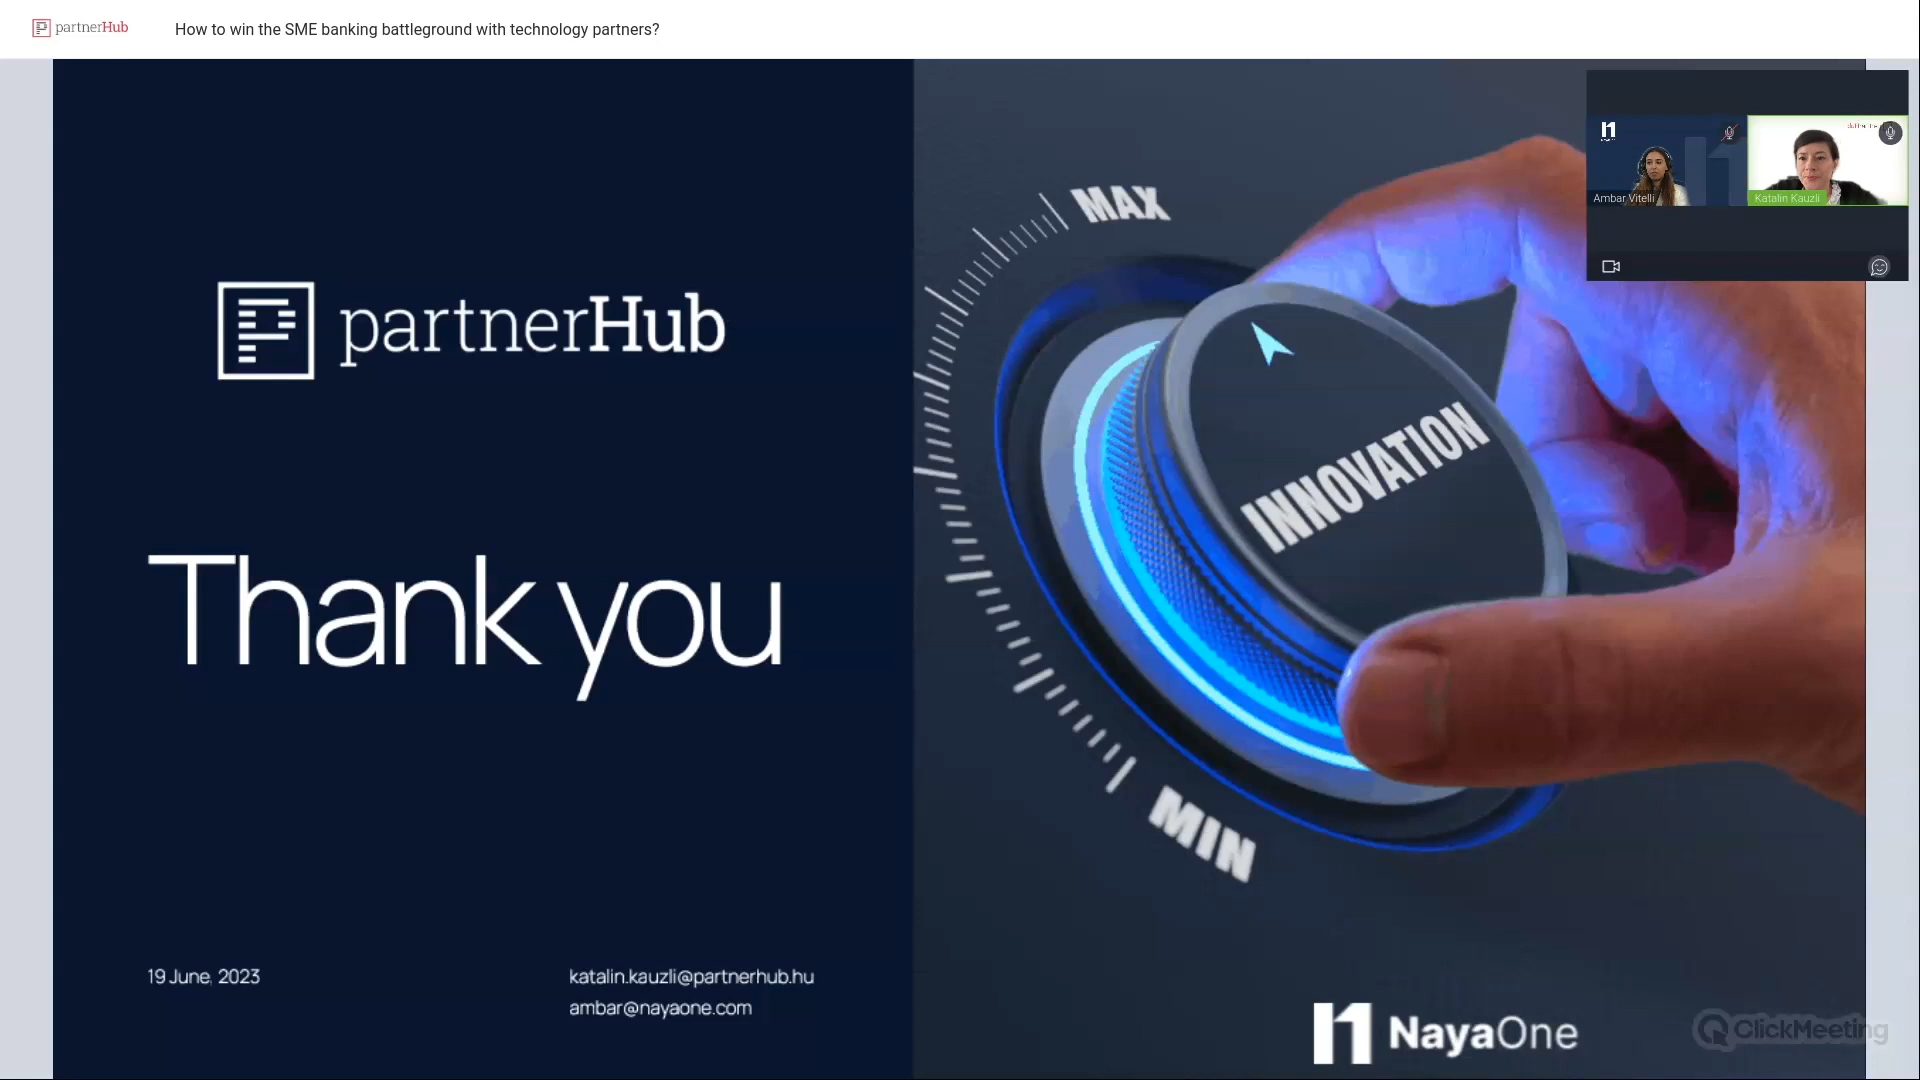 partnerHub
How to win the SME banking battleground with technology partners?
Ambar Vitelli
Katalin Kauzli
partnerHub
Thank you
19 June, 2023
katalin.kauzli@partnerhub.hu
ambar@nayaone.com
MAX
INNOVATION
MIN
NayaOne
ClickMeeting